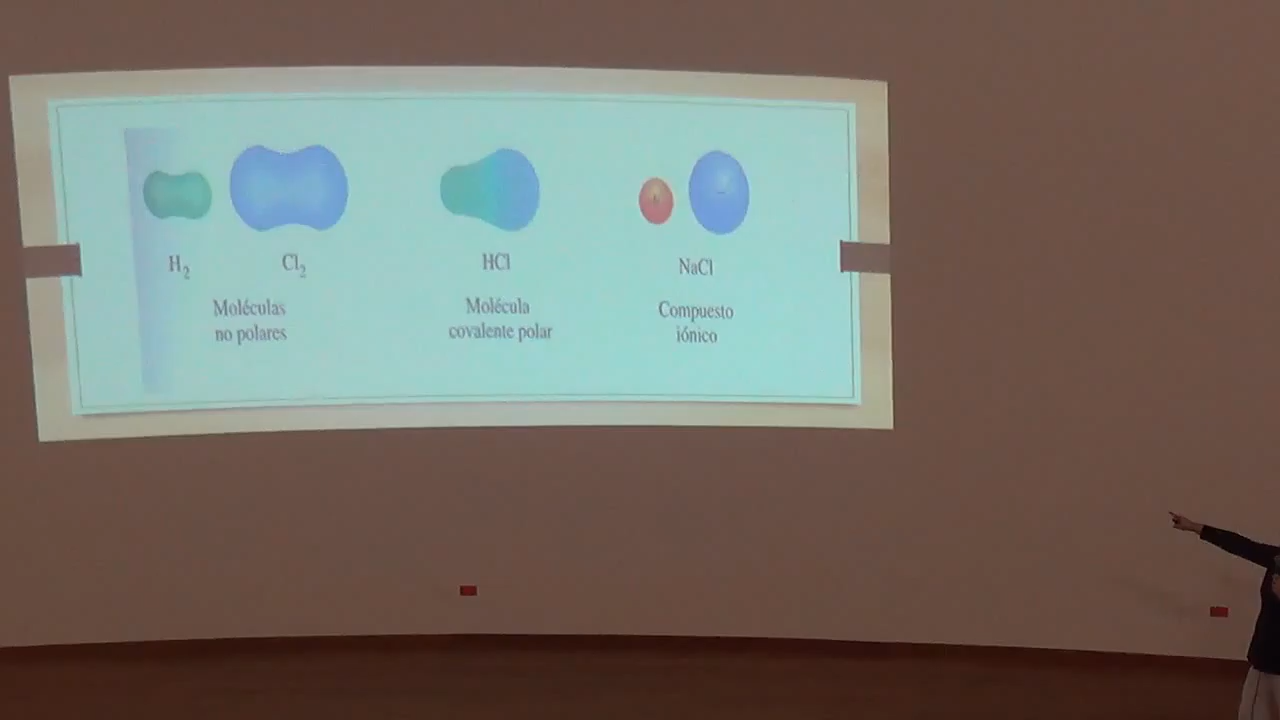 H₂ Cl₂ HCl NaCl
Moléculas
no polares
Molécula
covalente polar
Compuesto
iónico